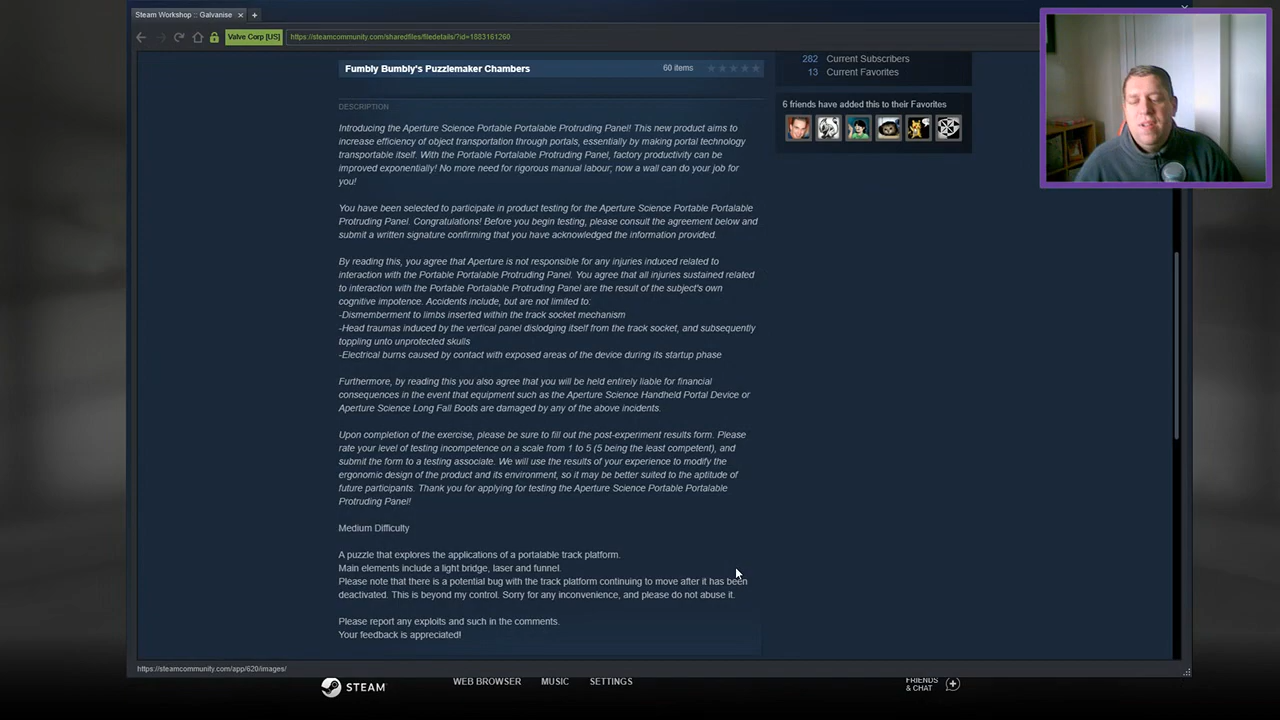 Steam Workshop :: Galvanise
Valve Corp [US]
https://steamcommunity.com/sharedfiles/filedetails/?id=1883161260
Fumbly Bumbly's Puzzlemaker Chambers
60 items
282 Current Subscribers
13 Current Favorites
6 friends have added this to their Favorites
DESCRIPTION
Introducing the Aperture Science Portable Portalable Protruding Panel! This new product aims to
increase efficiency of object transportation through portals, essentially by making portal technology
transportable itself. With the Portable Portalable Protruding Panel, factory productivity can be
improved exponentially! No more need for rigorous manual labour; now a wall can do your job for
you!
You have been selected to participate in product testing for the Aperture Science Portable Portalable
Protruding Panel. Congratulations! Before you begin testing, please consult the agreement below and
submit a written signature confirming that you have acknowledged the information provided.
By reading this, you agree that Aperture is not responsible for any injuries induced related to
interaction with the Portable Portalable Protruding Panel. You agree that all injuries sustained related
to interaction with the Portable Portalable Protruding Panel are the result of the subject's own
cognitive impotence. Accidents include, but are not limited to:
-Dismemberment to limbs inserted within the track socket mechanism
-Head traumas induced by the vertical panel dislodging itself from the track socket, and subsequently
toppling unto unprotected skulls
-Electrical burns caused by contact with exposed areas of the device during its startup phase
Furthermore, by reading this you also agree that you will be held entirely liable for financial
consequences in the event that equipment such as the Aperture Science Handheld Portal Device or
Aperture Science Long Fall Boots are damaged by any of the above incidents.
Upon completion of the exercise, please be sure to fill out the post-experiment results form. Please
rate your level of testing incompetence on a scale from 1 to 5 (5 being the least competent), and
submit the form to a testing associate. We will use the results of your experience to modify the
ergonomic design of the product and its environment, so it may be better suited to the aptitude of
future participants. Thank you for applying for testing the Aperture Science Portable Portalable
Protruding Panel!
Medium Difficulty
A puzzle that explores the applications of a portalable track platform.
Main elements include a light bridge, laser and funnel.
Please note that there is a potential bug with the track platform continuing to move after it has been
deactivated. This is beyond my control. Sorry for any inconvenience, and please do not abuse it.
Please report any exploits and such in the comments.
Your feedback is appreciated!
https://steamcommunity.com/app/620/images/
STEAM
WEB BROWSER
MUSIC
SETTINGS
FRIENDS
& CHAT